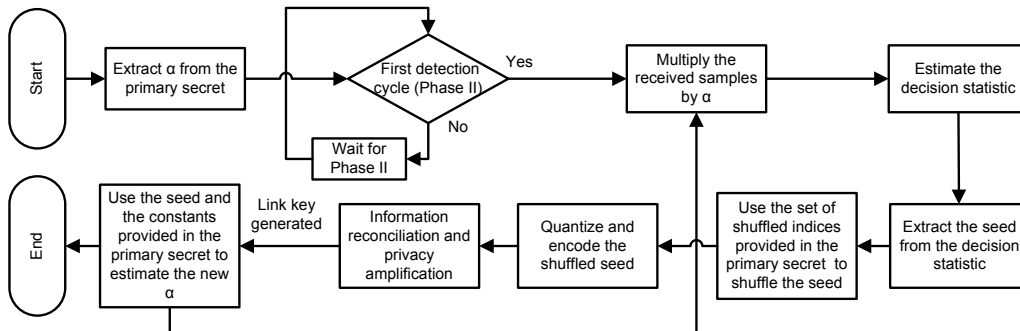 Start
Extract α from the
primary secret
First detection
cycle (Phase II)
Yes
No
Wait for
Phase II
Multiply the
received samples
by α
Estimate the
decision statistic
Extract the seed
from the decision
statistic
Use the set of
shuffled indices
provided in the
primary secret to
shuffle the seed
Quantize and
encode the
shuffled seed
Information
reconciliation and
privacy
amplification
Link key
generated
Use the seed and
the constants
provided in the
primary secret to
estimate the new
α
End